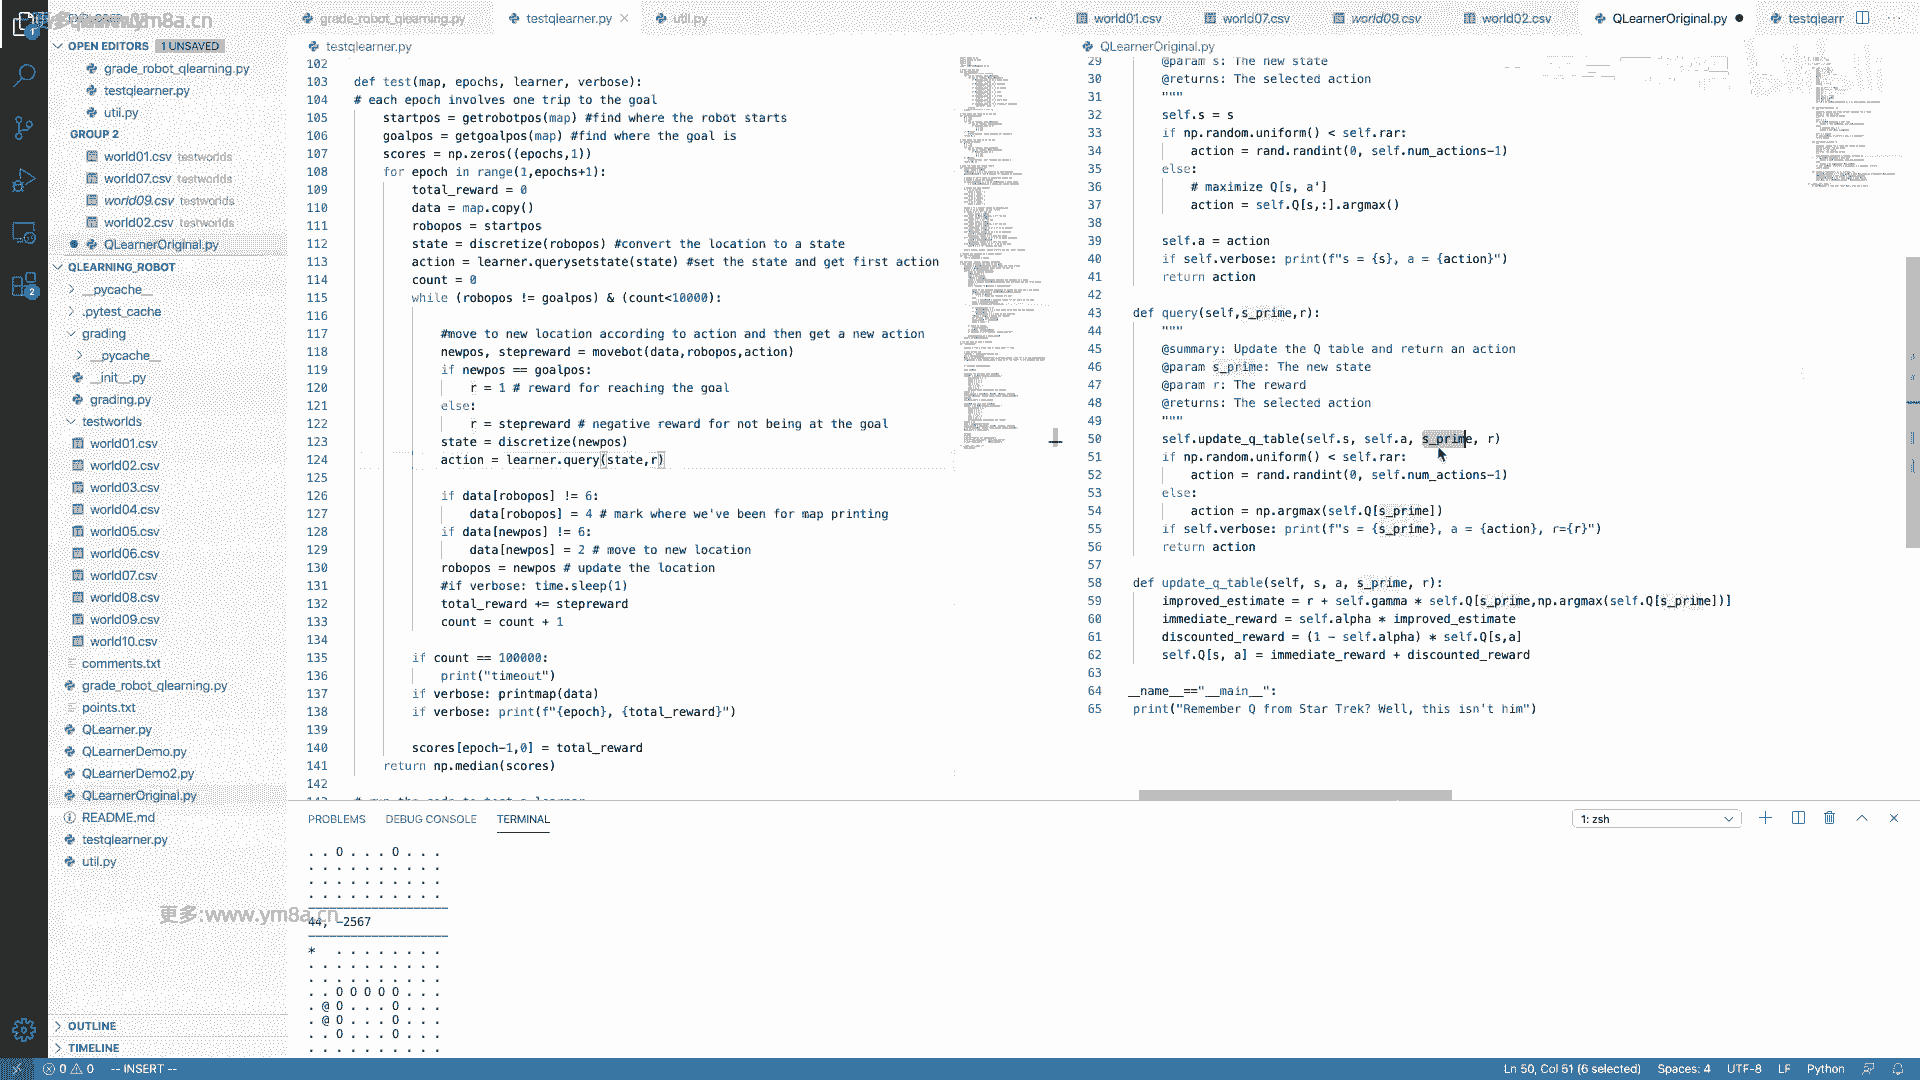 grade_robot_qlearning.py
testqlearner.py
util.py
world01.csv
world07.csv
world09.csv
world02.csv
QLearnerOriginal.py
testqlearr
OPEN EDITORS 1 UNSAVED
grade_robot_qlearning.py
testqlearner.py
util.py
GROUP 2
world01.csv testworlds
world07.csv testworlds
world09.csv testworlds
world02.csv testworlds
QLearnerOriginal.py
QLEARNING_ROBOT
__pycache__
.pytest_cache
grading
__pycache__
__init__.py
grading.py
testworlds
world01.csv
world02.csv
world03.csv
world04.csv
world05.csv
world06.csv
world07.csv
world08.csv
world09.csv
world10.csv
comments.txt
grade_robot_qlearning.py
points.txt
QLearner.py
QLearnerDemo.py
QLearnerDemo2.py
QLearnerOriginal.py
README.md
testqlearner.py
util.py
OUTLINE
TIMELINE
testqlearner.py
102
103 def test(map, epochs, learner, verbose):
104 # each epoch involves one trip to the goal
105 startpos = getrobotpos(map) #find where the robot starts
106 goalpos = getgoalpos(map) #find where the goal is
107 scores = np.zeros((epochs,1))
108 for epoch in range(1,epochs+1):
109 total_reward = 0
110 data = map.copy()
111 robopos = startpos
112 state = discretize(robopos) #convert the location to a state
113 action = learner.querysetstate(state) #set the state and get first action
114 count = 0
115 while (robopos != goalpos) & (count<10000):
116
117 #move to new location according to action and then get a new action
118 newpos, stepreward = movebot(data,robopos,action)
119 if newpos == goalpos:
120 r = 1 # reward for reaching the goal
121 else:
122 r = stepreward # negative reward for not being at the goal
123 state = discretize(newpos)
124 action = learner.query(state,r)
125
126 if data[robopos] != 6:
127 data[robopos] = 4 # mark where we've been for map printing
128 if data[newpos] != 6:
129 data[newpos] = 2 # move to new location
130 robopos = newpos # update the location
131 #if verbose: time.sleep(1)
132 total_reward += stepreward
133 count = count + 1
134
135 if count == 100000:
136 print("timeout")
137 if verbose: printmap(data)
138 if verbose: print(f"{epoch}, {total_reward}")
139
140 scores[epoch-1,0] = total_reward
141 return np.median(scores)
142
QLearnerOriginal.py
29 @param s: The new state
30 @returns: The selected action
31 """
32 self.s = s
33 if np.random.uniform() < self.rar:
34 action = rand.randint(0, self.num_actions-1)
35 else:
36 # maximize Q[s, a']
37 action = self.Q[s,:].argmax()
38
39 self.a = action
40 if self.verbose: print(f"s = {s}, a = {action}")
41 return action
42
43 def query(self,s_prime,r):
44 """
45 @summary: Update the Q table and return an action
46 @param s_prime: The new state
47 @param r: The reward
48 @returns: The selected action
49 """
50 self.update_q_table(self.s, self.a, s_prime, r)
51 if np.random.uniform() < self.rar:
52 action = rand.randint(0, self.num_actions-1)
53 else:
54 action = np.argmax(self.Q[s_prime])
55 if self.verbose: print(f"s = {s_prime}, a = {action}, r={r}")
56 return action
57
58 def update_q_table(self, s, a, s_prime, r):
59 improved_estimate = r + self.gamma * self.Q[s_prime,np.argmax(self.Q[s_prime])]
60 immediate_reward = self.alpha * improved_estimate
61 discounted_reward = (1 - self.alpha) * self.Q[s,a]
62 self.Q[s, a] = immediate_reward + discounted_reward
63
64 __name__=="__main__":
65 print("Remember Q from Star Trek? Well, this isn't him")
PROBLEMS DEBUG CONSOLE TERMINAL
1: zsh
. . O . . . O . . .
. . . . . . . . . .
. . . . . . . . . .
. . . . . . . . . .
44, -2567
* . . . . . . . .
. . . . . . . . . .
. . . . . . . . . .
. . O O O O O . . .
. @ O . . . O . . .
. @ O . . . O . . .
. . O . . . O . . .
. . . . . . . . . .
更多:www.ym8a.cn
0 0 -- INSERT --
Ln 50, Col 51 (6 selected) Spaces: 4 UTF-8 LF Python